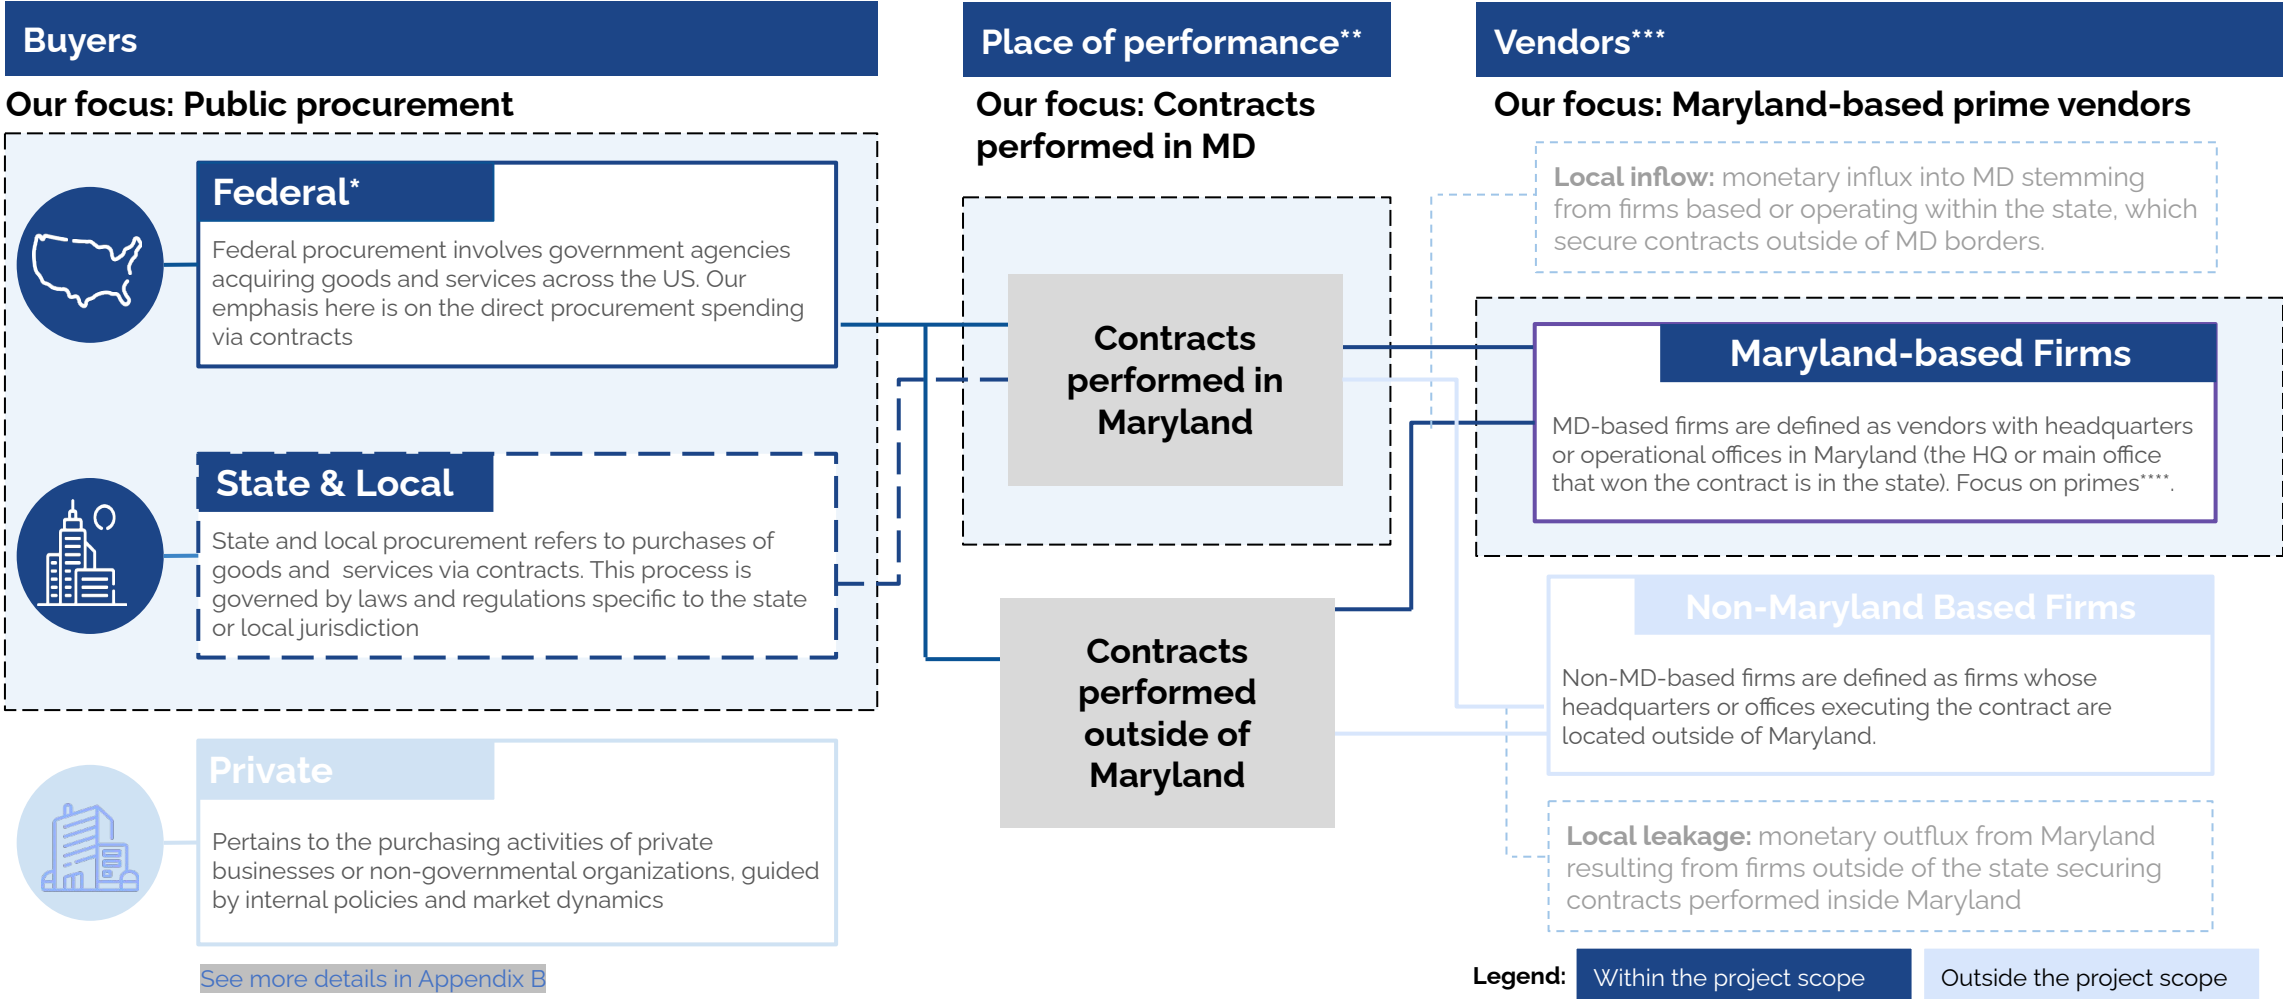 Buyers
Our focus: Public procurement
Federal*
Federal procurement involves government agencies
acquiring goods and services across the US. Our
emphasis here is on the direct procurement spending
via contracts
State & Local
State and local procurement refers to purchases of
goods and  services via contracts. This process is
governed by laws and regulations specific to the state
or local jurisdiction
Private
Pertains to the purchasing activities of private
businesses or non-governmental organizations, guided
by internal policies and market dynamics
See more details in Appendix B
Place of performance**
Our focus: Contracts
performed in MD
Contracts
performed in
Maryland
Contracts
performed
outside of
Maryland
Vendors***
Our focus: Maryland-based prime vendors
Local inflow: monetary influx into MD stemming
from firms based or operating within the state, which
secure contracts outside of MD borders.
Maryland-based Firms
MD-based firms are defined as vendors with headquarters
or operational offices in Maryland (the HQ or main office
that won the contract is in the state). Focus on primes****.
Non-Maryland Based Firms
Non-MD-based firms are defined as firms whose
headquarters or offices executing the contract are
located outside of Maryland.
Local leakage: monetary outflux from Maryland
resulting from firms outside of the state securing
contracts performed inside Maryland
Legend: Within the project scope Outside the project scope